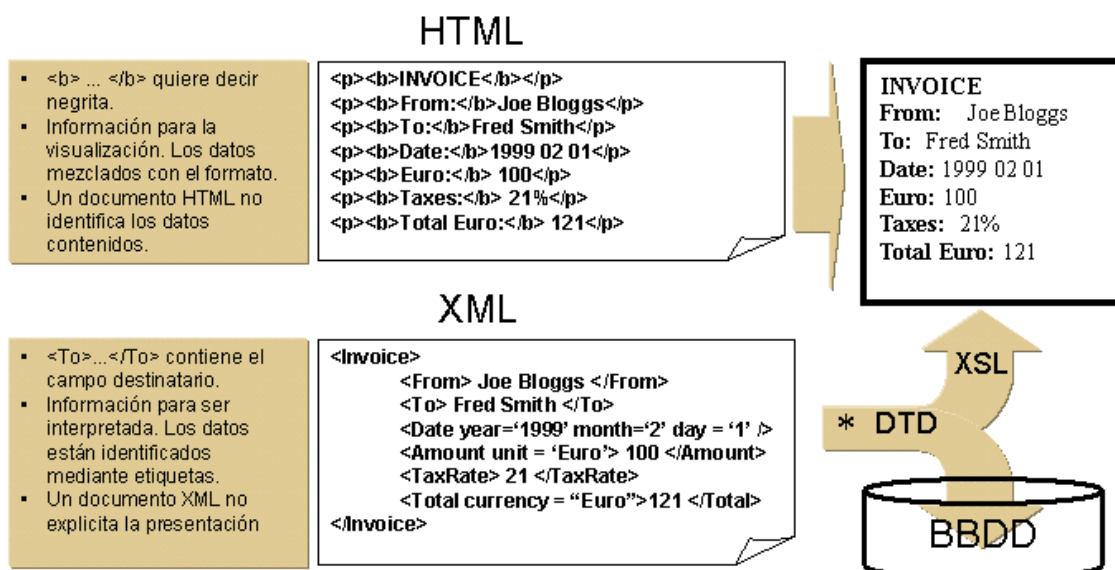 HTML
▪ <b> ... </b> quiere decir
negrita.
▪ Información para la
visualización. Los datos
mezclados con el formato.
▪ Un documento HTML no
identifica los datos
contenidos.
<p><b>INVOICE</b></p>
<p><b>From:</b>Joe Bloggs</p>
<p><b>To:</b>Fred Smith</p>
<p><b>Date:</b>1999 02 01</p>
<p><b>Euro:</b> 100</p>
<p><b>Taxes:</b> 21%</p>
<p><b>Total Euro:</b> 121</p>
INVOICE
From: Joe Bloggs
To: Fred Smith
Date: 1999 02 01
Euro: 100
Taxes: 21%
Total Euro: 121
XML
▪ <To>...</To> contiene el
campo destinatario.
▪ Información para ser
interpretada. Los datos
están identificados
mediante etiquetas.
▪ Un documento XML no
explicita la presentación
<Invoice>
<From> Joe Bloggs </From>
<To> Fred Smith </To>
<Date year=‘1999’ month=‘2’ day = ‘1’ />
<Amount unit = ‘Euro’> 100 </Amount>
<TaxRate> 21 </TaxRate>
<Total currency = “Euro”>121 </Total>
</Invoice>
XSL
* DTD
BBDD